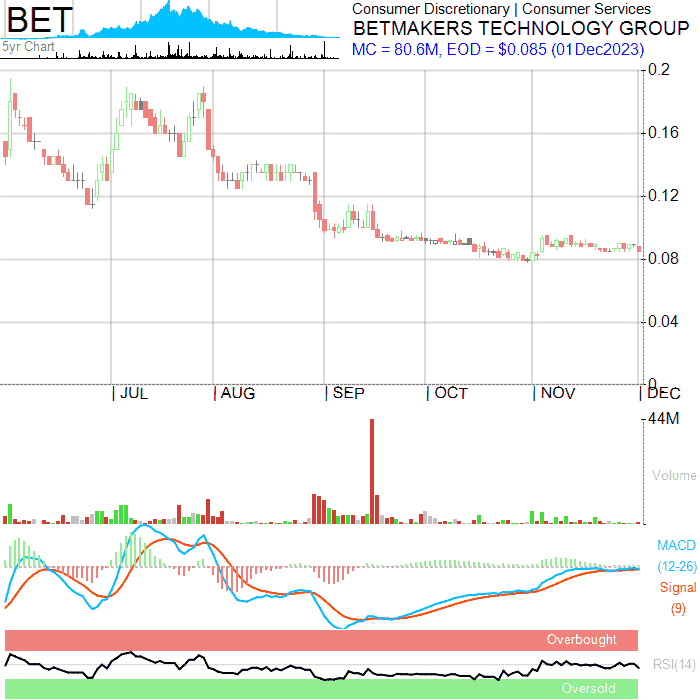 BET
5yr Chart
Consumer Discretionary | Consumer Services
BETMAKERS TECHNOLOGY GROUP
MC = 80.6M, EOD = $0.085 (01Dec2023)
0.2
0.16
0.12
0.08
0.04
0
| JUL | AUG | SEP | OCT | NOV | DEC
44M
Volume
MACD
(12-26)
Signal
(9)
Overbought
RSI(14)
Oversold